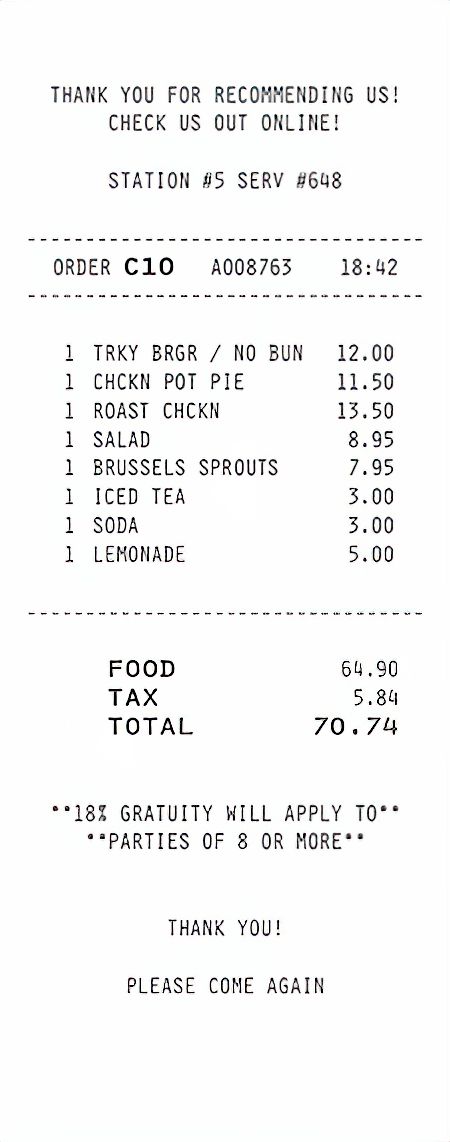 THANK YOU FOR RECOMMENDING US!
CHECK US OUT ONLINE!
STATION #5 SERV #648
ORDER C10 A008763 18:42
1 TRKY BRGR / NO BUN 12.00
1 CHCKN POT PIE 11.50
1 ROAST CHCKN 13.50
1 SALAD 8.95
1 BRUSSELS SPROUTS 7.95
1 ICED TEA 3.00
1 SODA 3.00
1 LEMONADE 5.00
FOOD 64.90
TAX 5.84
TOTAL 70.74
**18% GRATUITY WILL APPLY TO**
**PARTIES OF 8 OR MORE**
THANK YOU!
PLEASE COME AGAIN